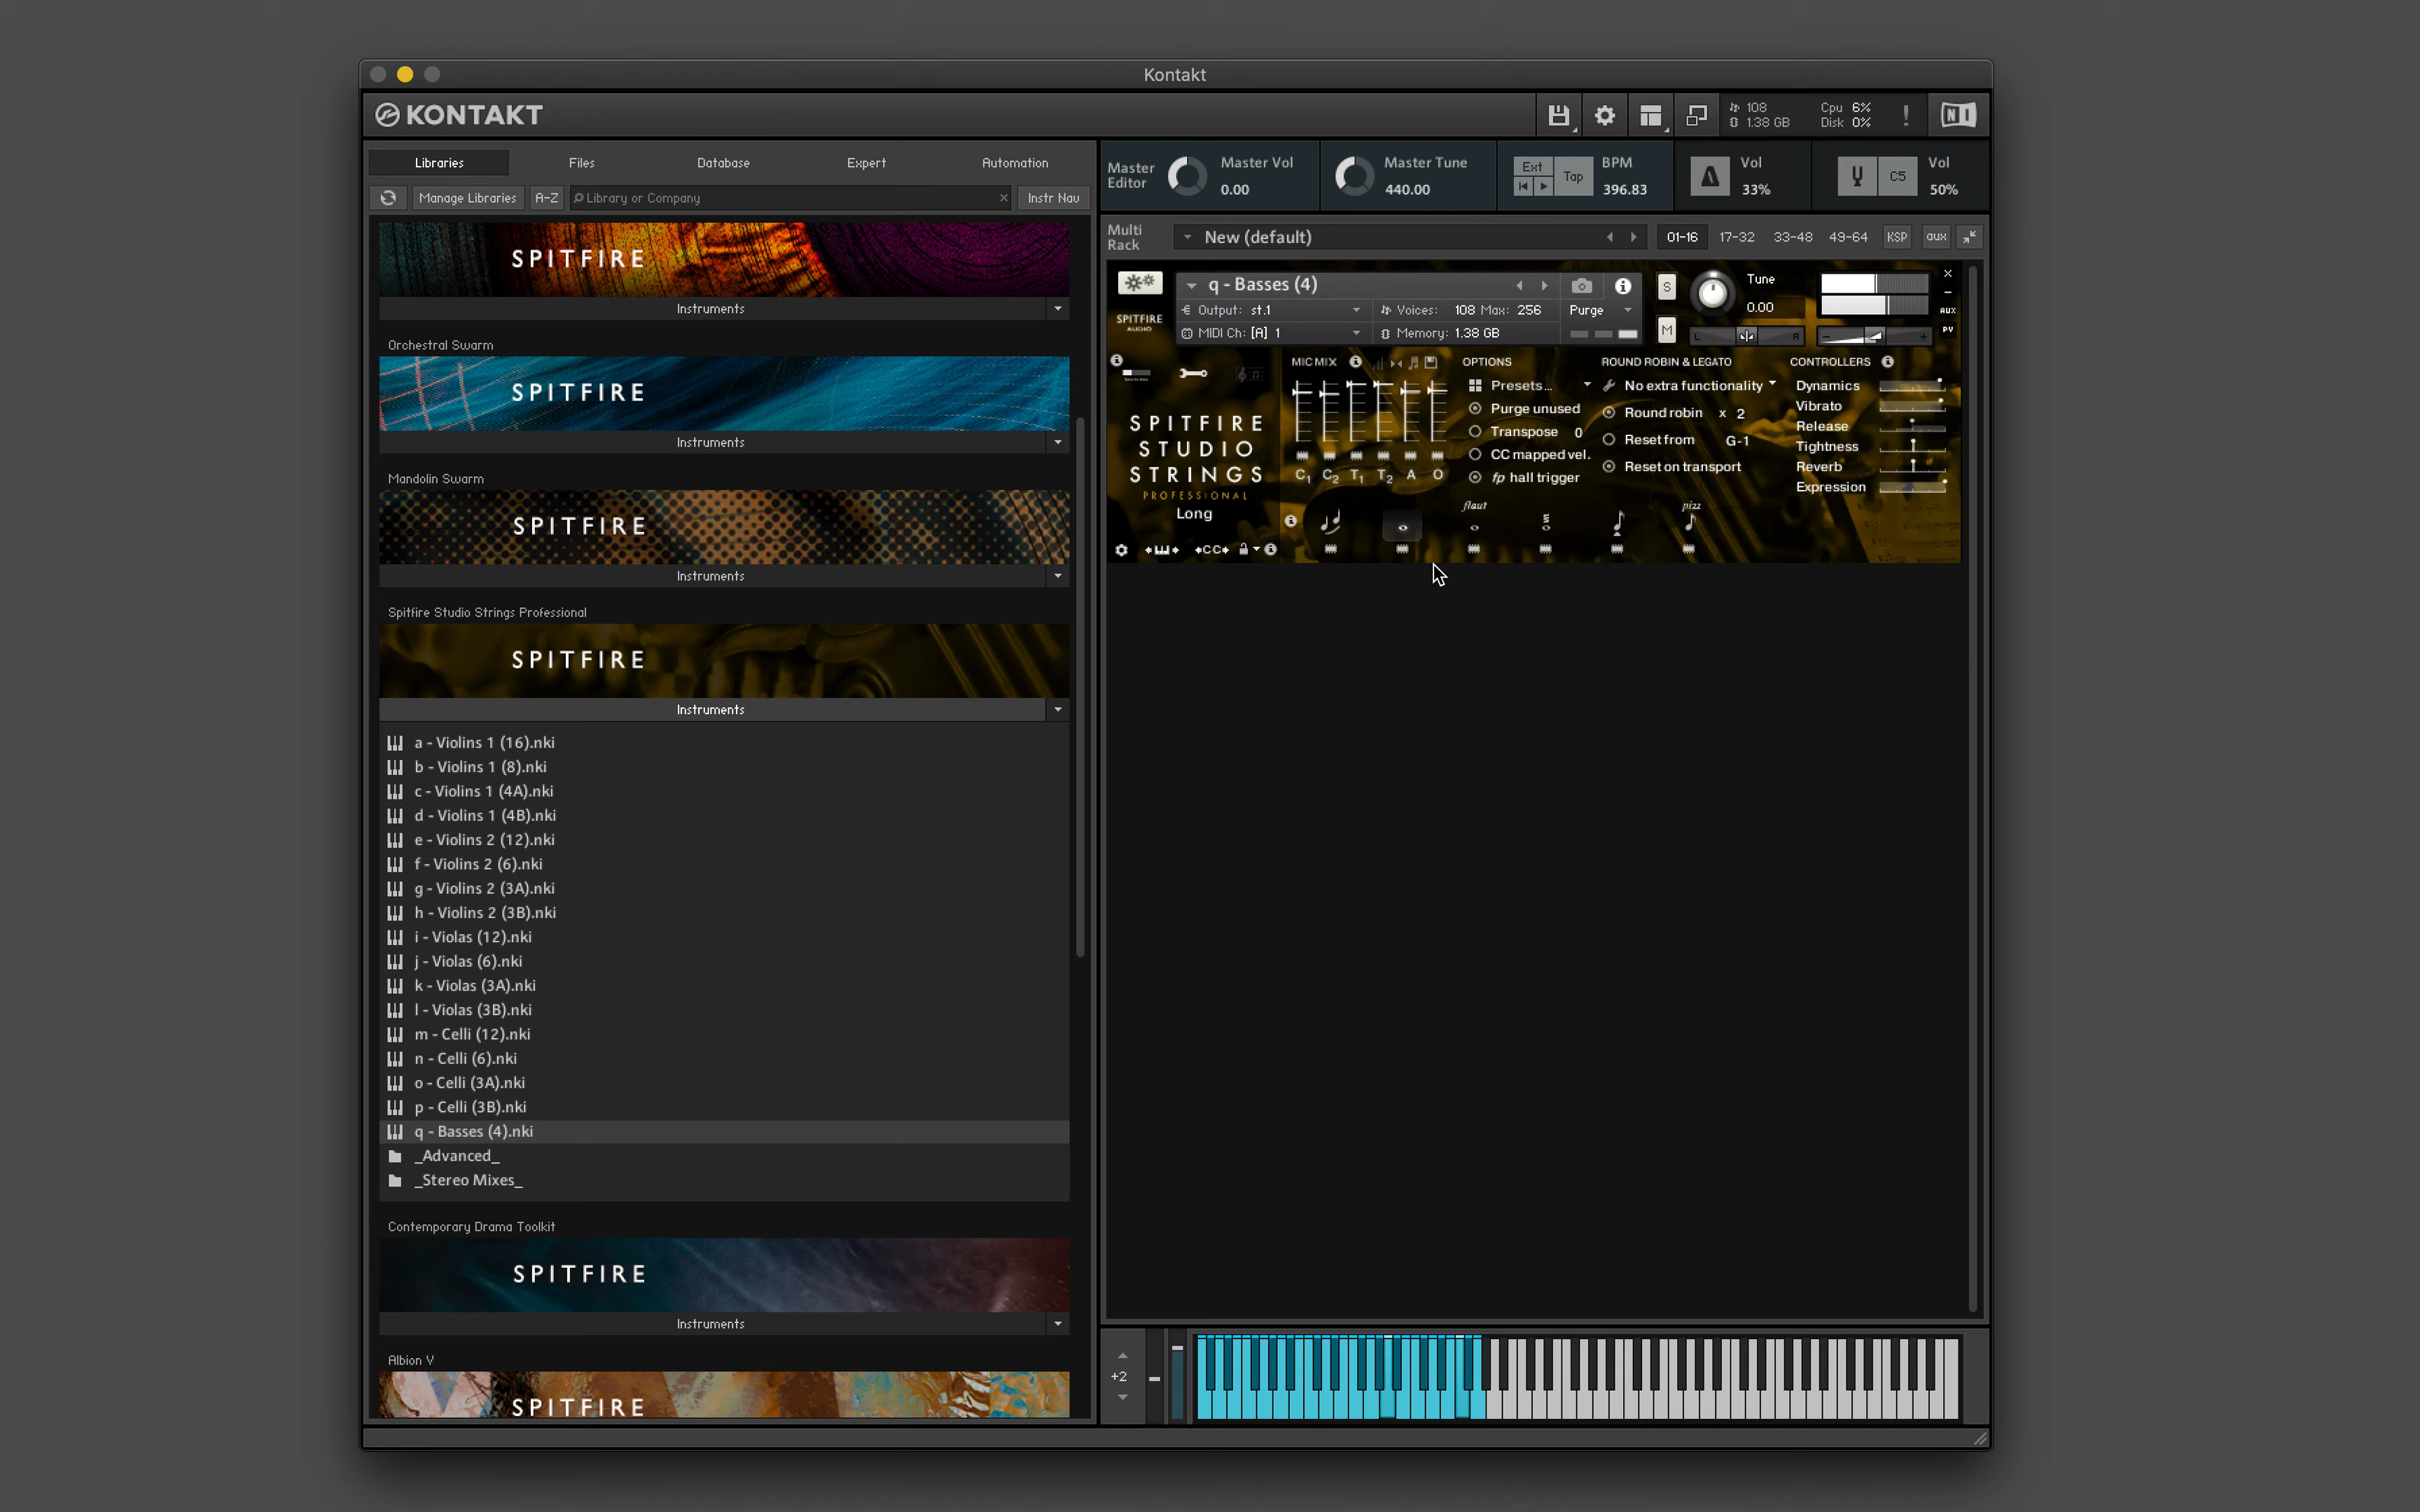 Kontakt
KONTAKT
108
1.38 GB
Cpu 6%
Disk 0%
!
NI
Libraries
Files
Database
Expert
Automation
Manage Libraries
A-Z
Library or Company
×
Instr Nav
SPITFIRE
Instruments
Orchestral Swarm
SPITFIRE
Instruments
Mandolin Swarm
SPITFIRE
Instruments
Spitfire Studio Strings Professional
SPITFIRE
Instruments
a - Violins 1 (16).nki
b - Violins 1 (8).nki
c - Violins 1 (4A).nki
d - Violins 1 (4B).nki
e - Violins 2 (12).nki
f - Violins 2 (6).nki
g - Violins 2 (3A).nki
h - Violins 2 (3B).nki
i - Violas (12).nki
j - Violas (6).nki
k - Violas (3A).nki
l - Violas (3B).nki
m - Celli (12).nki
n - Celli (6).nki
o - Celli (3A).nki
p - Celli (3B).nki
q - Basses (4).nki
_Advanced_
_Stereo Mixes_
Contemporary Drama Toolkit
SPITFIRE
Instruments
Albion V
SPITFIRE
Master Editor
Master Vol
0.00
Master Tune
440.00
Ext
Tap
BPM
396.83
Vol
33%
C5
Vol
50%
Multi Rack
New (default)
01-16
17-32
33-48
49-64
KSP
aux
SPITFIRE
AUDIO
q - Basses (4)
Output: st.1
Voices: 108 Max: 256
Purge
MIDI Ch: [A] 1
Memory: 1.38 GB
S
M
Tune
0.00
L
R
-
+
×
AUX
PV
SPITFIRE
STUDIO
STRINGS
PROFESSIONAL
Long
CC
MIC MIX
C1 C2 T1 T2 A O
OPTIONS
Presets...
Purge unused
Transpose 0
CC mapped vel.
fp hall trigger
ROUND ROBIN & LEGATO
No extra functionality
Round robin x 2
Reset from G-1
Reset on transport
CONTROLLERS
Dynamics
Vibrato
Release
Tightness
Reverb
Expression
flaut
pizz
+2